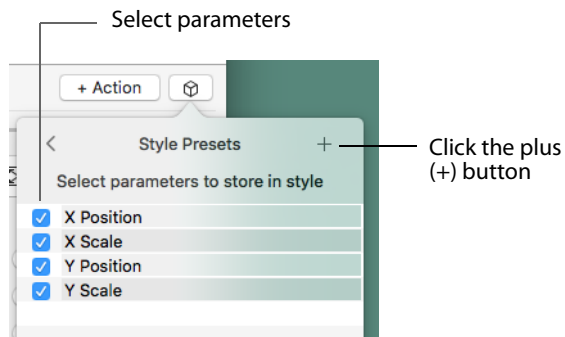 Select parameters
+ Action
Style Presets
+
Click the plus
(+) button
Select parameters to store in style
X Position
X Scale
Y Position
Y Scale